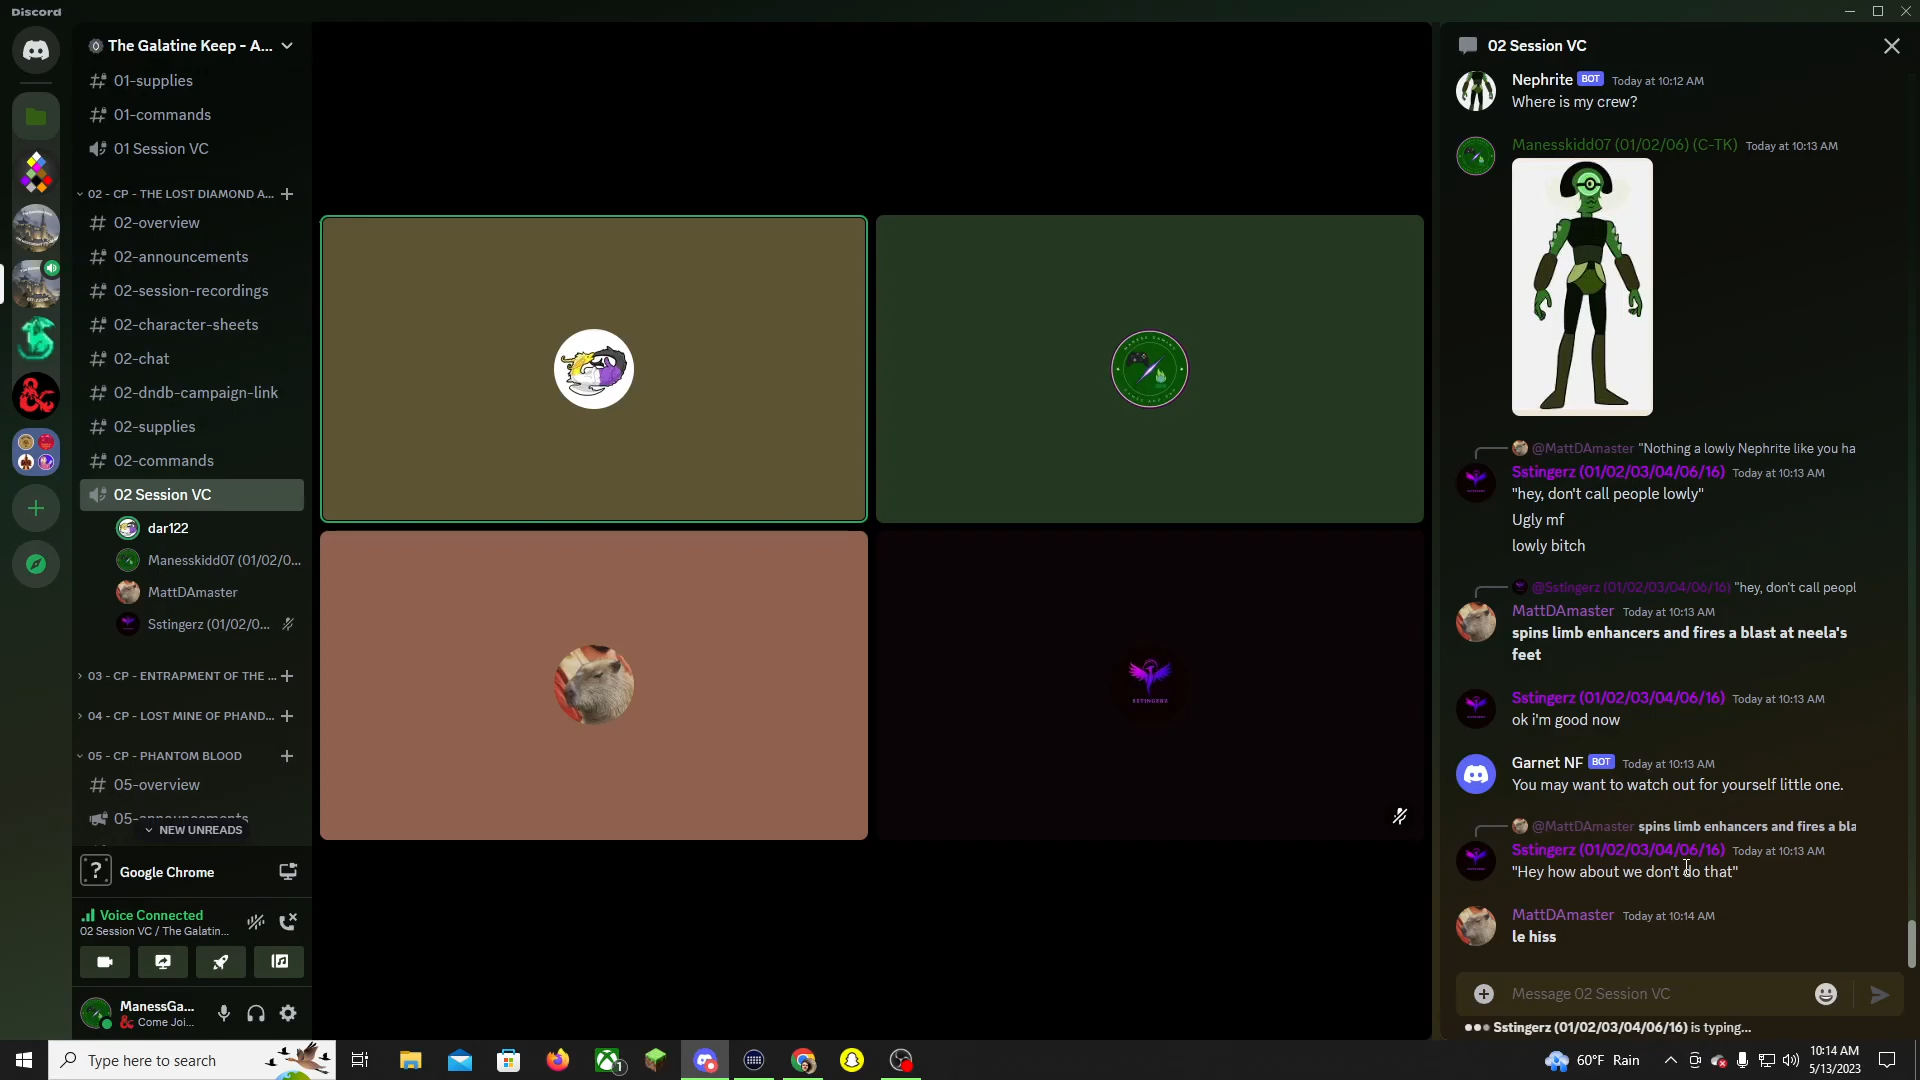 Discord
The Galatine Keep - A...
01-supplies
01-commands
01 Session VC
02 - CP - THE LOST DIAMOND A...
02-overview
02-announcements
02-session-recordings
02-character-sheets
02-chat
02-dndb-campaign-link
02-supplies
02-commands
02 Session VC
dar122
Manesskidd07 (01/02/0...
MattDAmaster
Sstingerz (01/02/0...
03 - CP - ENTRAPMENT OF THE ...
04 - CP - LOST MINE OF PHAND...
05 - CP - PHANTOM BLOOD
05-overview
05-announcements
NEW UNREADS
Google Chrome
Voice Connected
02 Session VC / The Galatin...
ManessGa...
Come Joi...
SSTINGERZ
02 Session VC
Nephrite BOT Today at 10:12 AM
Where is my crew?
Manesskidd07 (01/02/06) (C-TK) Today at 10:13 AM
@MattDAmaster "Nothing a lowly Nephrite like you ha
Sstingerz (01/02/03/04/06/16) Today at 10:13 AM
"hey, don't call people lowly"
Ugly mf
lowly bitch
@Sstingerz (01/02/03/04/06/16) "hey, don't call peopl
MattDAmaster Today at 10:13 AM
spins limb enhancers and fires a blast at neela's
feet
Sstingerz (01/02/03/04/06/16) Today at 10:13 AM
ok i'm good now
Garnet NF BOT Today at 10:13 AM
You may want to watch out for yourself little one.
@MattDAmaster spins limb enhancers and fires a bla
Sstingerz (01/02/03/04/06/16) Today at 10:13 AM
"Hey how about we don't do that"
MattDAmaster Today at 10:14 AM
le hiss
Message 02 Session VC
Sstingerz (01/02/03/04/06/16) is typing...
Type here to search
1
60°F Rain
10:14 AM
5/13/2023